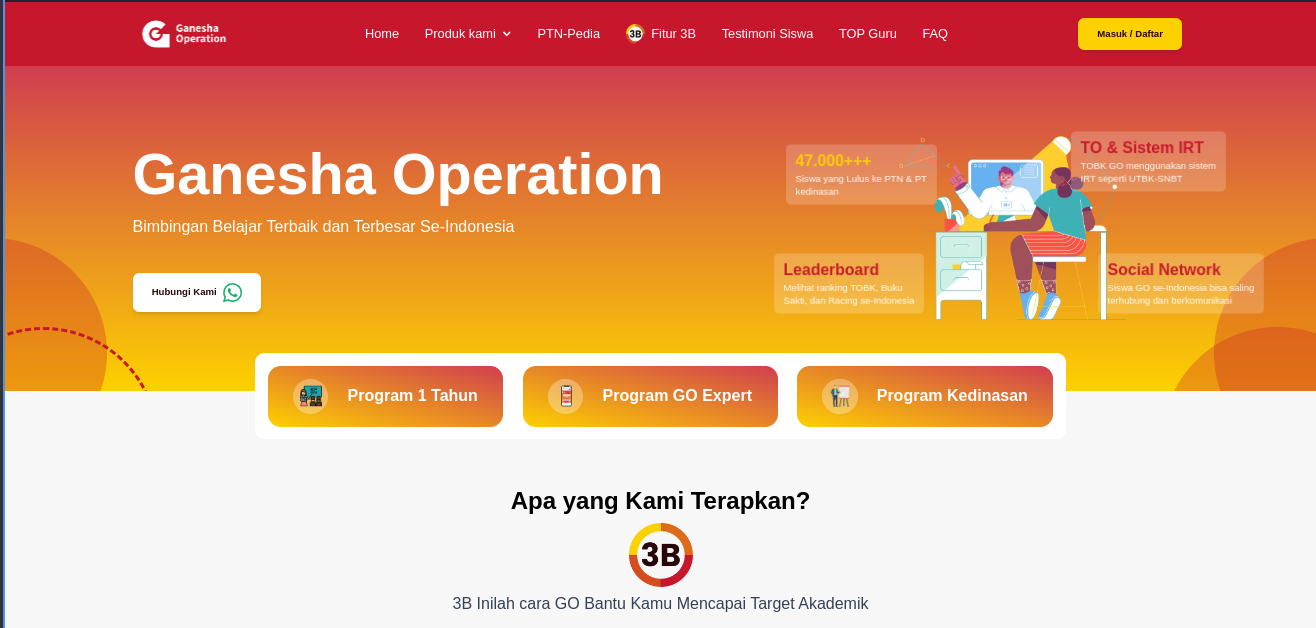 Ganesha
Operation
Home
Produk kami
PTN-Pedia
3B
Fitur 3B
Testimoni Siswa
TOP Guru
FAQ
Masuk / Daftar
Ganesha Operation
Bimbingan Belajar Terbaik dan Terbesar Se-Indonesia
Hubungi Kami
47.000+++
Siswa yang Lulus ke PTN & PT
kedinasan
TO & Sistem IRT
TOBK GO menggunakan sistem
IRT seperti UTBK-SNBT
Leaderboard
Melihat ranking TOBK, Buku
Sakti, dan Racing se-Indonesia
Social Network
Siswa GO se-Indonesia bisa saling
terhubung dan berkomunikasi
Program 1 Tahun
Program GO Expert
Program Kedinasan
Apa yang Kami Terapkan?
3B
3B Inilah cara GO Bantu Kamu Mencapai Target Akademik